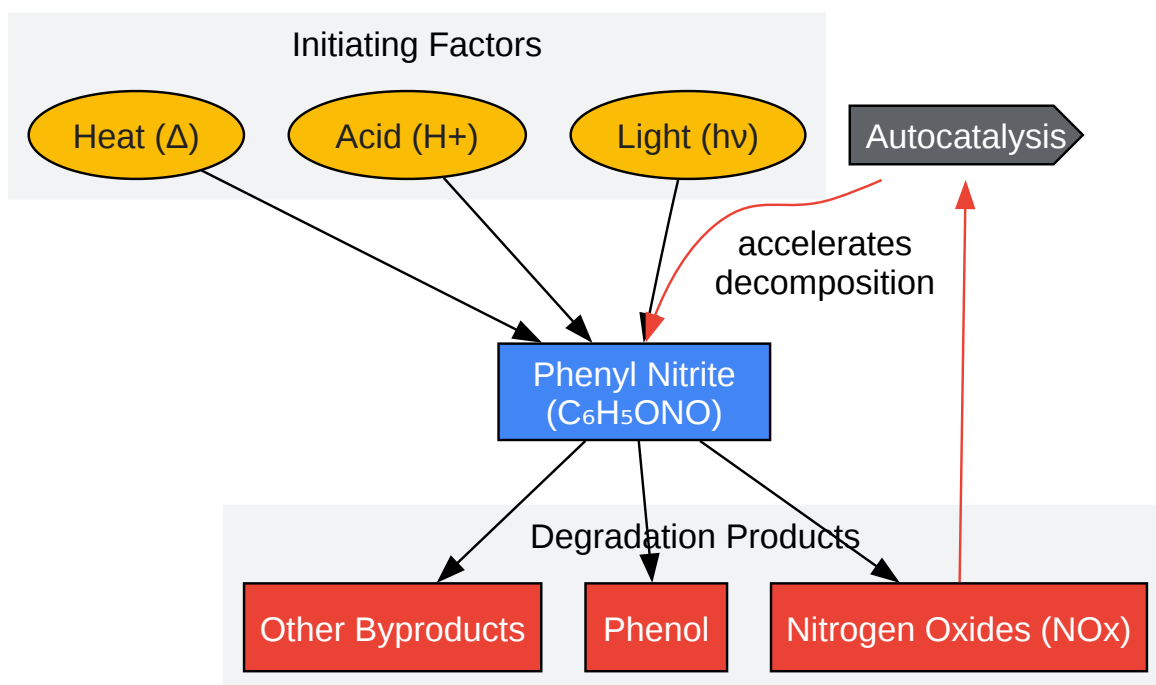 Initiating Factors
Heat (Δ)
Acid (H+)
Light (hν)
Autocatalysis
accelerates
decomposition
Phenyl Nitrite
(C₆H₅ONO)
Degradation Products
Other Byproducts
Phenol
Nitrogen Oxides (NOx)